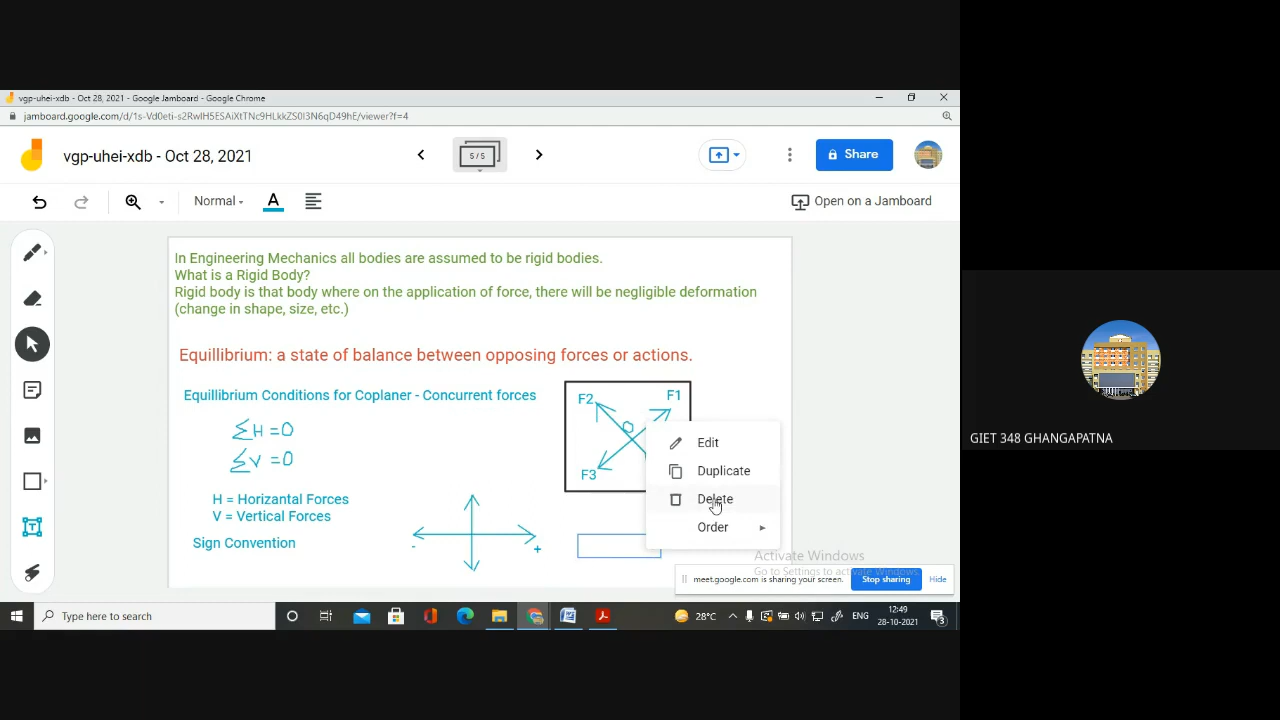 vgp-uhei-xdb - Oct 28, 2021 - Google Jamboard - Google Chrome
jamboard.google.com/d/1s-Vd0eti-s2RwIH5ESAiXtTNc9HLkkZS0I3N6qD49hE/viewer?f=4
vgp-uhei-xdb - Oct 28, 2021
5/5
Share
Normal
A
Open on a Jamboard
In Engineering Mechanics all bodies are assumed to be rigid bodies.
What is a Rigid Body?
Rigid body is that body where on the application of force, there will be negligible deformation
(change in shape, size, etc.)
Equillibrium: a state of balance between opposing forces or actions.
Equillibrium Conditions for Coplaner - Concurrent forces
F2
F1
∑H =0
O
Edit
∑V =0
F3
Duplicate
H = Horizantal Forces
Delete
V = Vertical Forces
Order
Sign Convention
- +
Activate Windows
Go to Settings to activate Windows.
meet.google.com is sharing your screen.
Stop sharing
Hide
Type here to search
28°C
ENG
12:49
28-10-2021
3
GIET 348 GHANGAPATNA